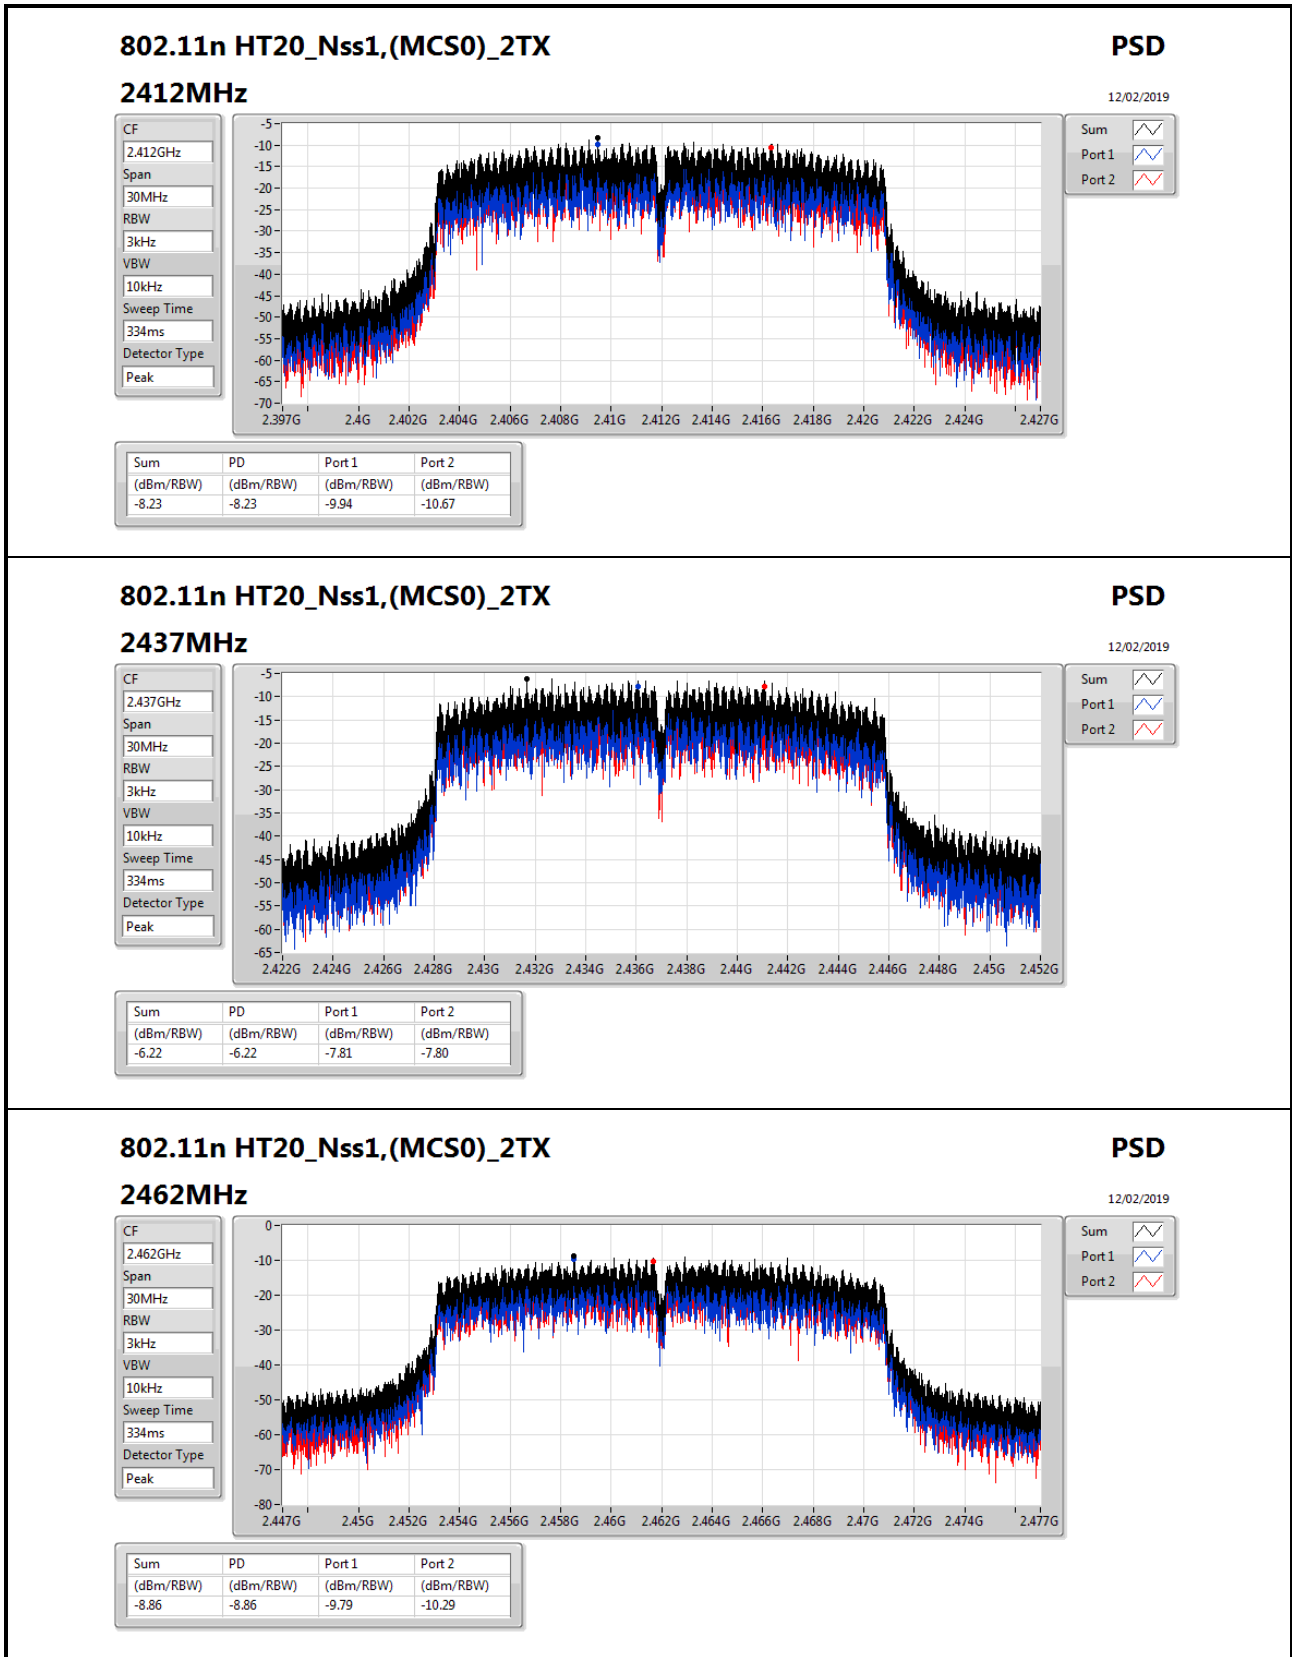 802.11n HT20_Nss1,(MCS0)_2TX PSD
2412MHz 12/02/2019
CF
2.412GHz
Span
30MHz
RBW
3kHz
VBW
10kHz
Sweep Time
334ms
Detector Type
Peak
-5
-10
-15
-20
-25
-30
-35
-40
-45
-50
-55
-60
-65
-70
2.397G 2.4G 2.402G 2.404G 2.406G 2.408G 2.41G 2.412G 2.414G 2.416G 2.418G 2.42G 2.422G 2.424G 2.427G
Sum
Port 1
Port 2
Sum PD Port 1 Port 2
(dBm/RBW) (dBm/RBW) (dBm/RBW) (dBm/RBW)
-8.23 -8.23 -9.94 -10.67
802.11n HT20_Nss1,(MCS0)_2TX PSD
2437MHz 12/02/2019
CF
2.437GHz
Span
30MHz
RBW
3kHz
VBW
10kHz
Sweep Time
334ms
Detector Type
Peak
-5
-10
-15
-20
-25
-30
-35
-40
-45
-50
-55
-60
-65
2.422G 2.424G 2.426G 2.428G 2.43G 2.432G 2.434G 2.436G 2.438G 2.44G 2.442G 2.444G 2.446G 2.448G 2.45G 2.452G
Sum
Port 1
Port 2
Sum PD Port 1 Port 2
(dBm/RBW) (dBm/RBW) (dBm/RBW) (dBm/RBW)
-6.22 -6.22 -7.81 -7.80
802.11n HT20_Nss1,(MCS0)_2TX PSD
2462MHz 12/02/2019
CF
2.462GHz
Span
30MHz
RBW
3kHz
VBW
10kHz
Sweep Time
334ms
Detector Type
Peak
0
-10
-20
-30
-40
-50
-60
-70
-80
2.447G 2.45G 2.452G 2.454G 2.456G 2.458G 2.46G 2.462G 2.464G 2.466G 2.468G 2.47G 2.472G 2.474G 2.477G
Sum
Port 1
Port 2
Sum PD Port 1 Port 2
(dBm/RBW) (dBm/RBW) (dBm/RBW) (dBm/RBW)
-8.86 -8.86 -9.79 -10.29